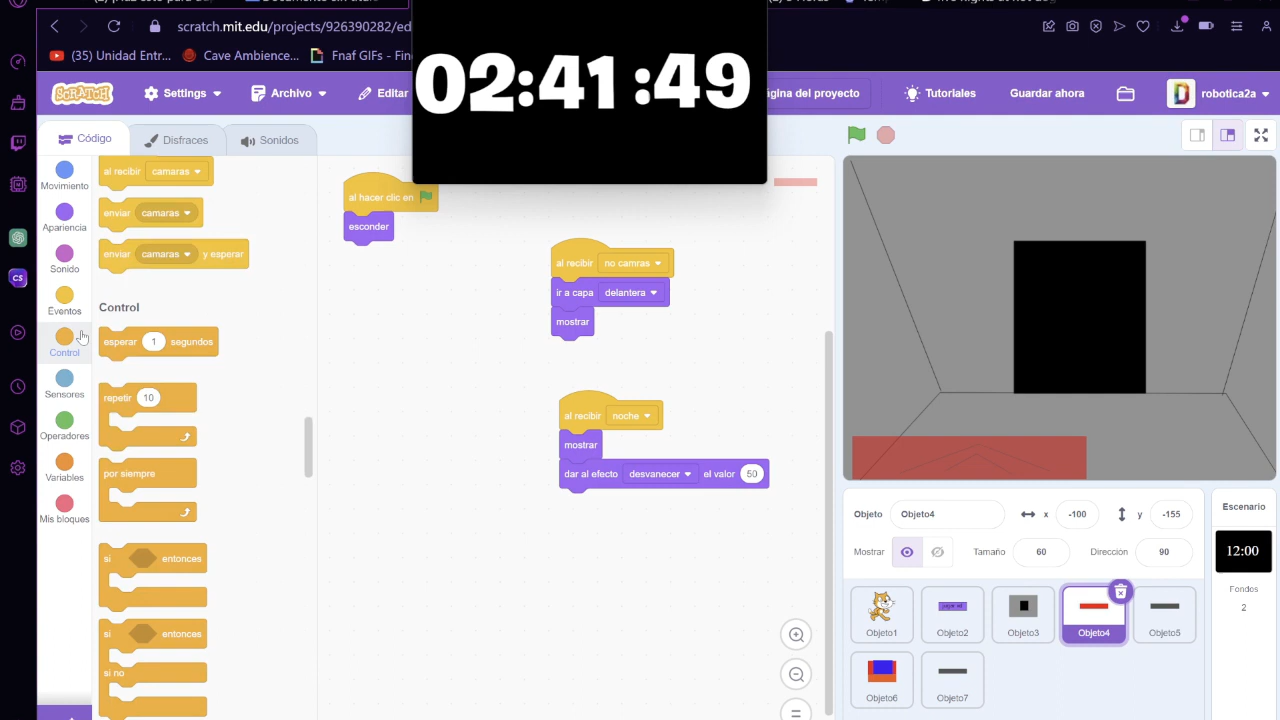 02:41:49
scratch.mit.edu/projects/926390282/ed
(35) Unidad Entr...
Cave Ambience...
Fnaf GIFs - Fin
SCRATCH
Settings
Archivo
Editar
ágina del proyecto
Tutoriales
Guardar ahora
robotica2a
Código
Disfraces
Sonidos
Movimiento
Apariencia
Sonido
Eventos
Control
Sensores
Operadores
Variables
Mis bloques
al recibir camaras
enviar camaras
enviar camaras y esperar
Control
esperar 1 segundos
repetir 10
por siempre
si entonces
si entonces
si no
al hacer clic en
esconder
al recibir no camras
ir a capa delantera
mostrar
al recibir noche
mostrar
dar al efecto desvanecer el valor 50
Objeto Objeto4 x -100 y -155
Mostrar Tamaño 60 Dirección 90
Objeto1
Objeto2
Objeto3
Objeto4
Objeto5
Objeto6
Objeto7
Escenario
12:00
Fondos
2
CS